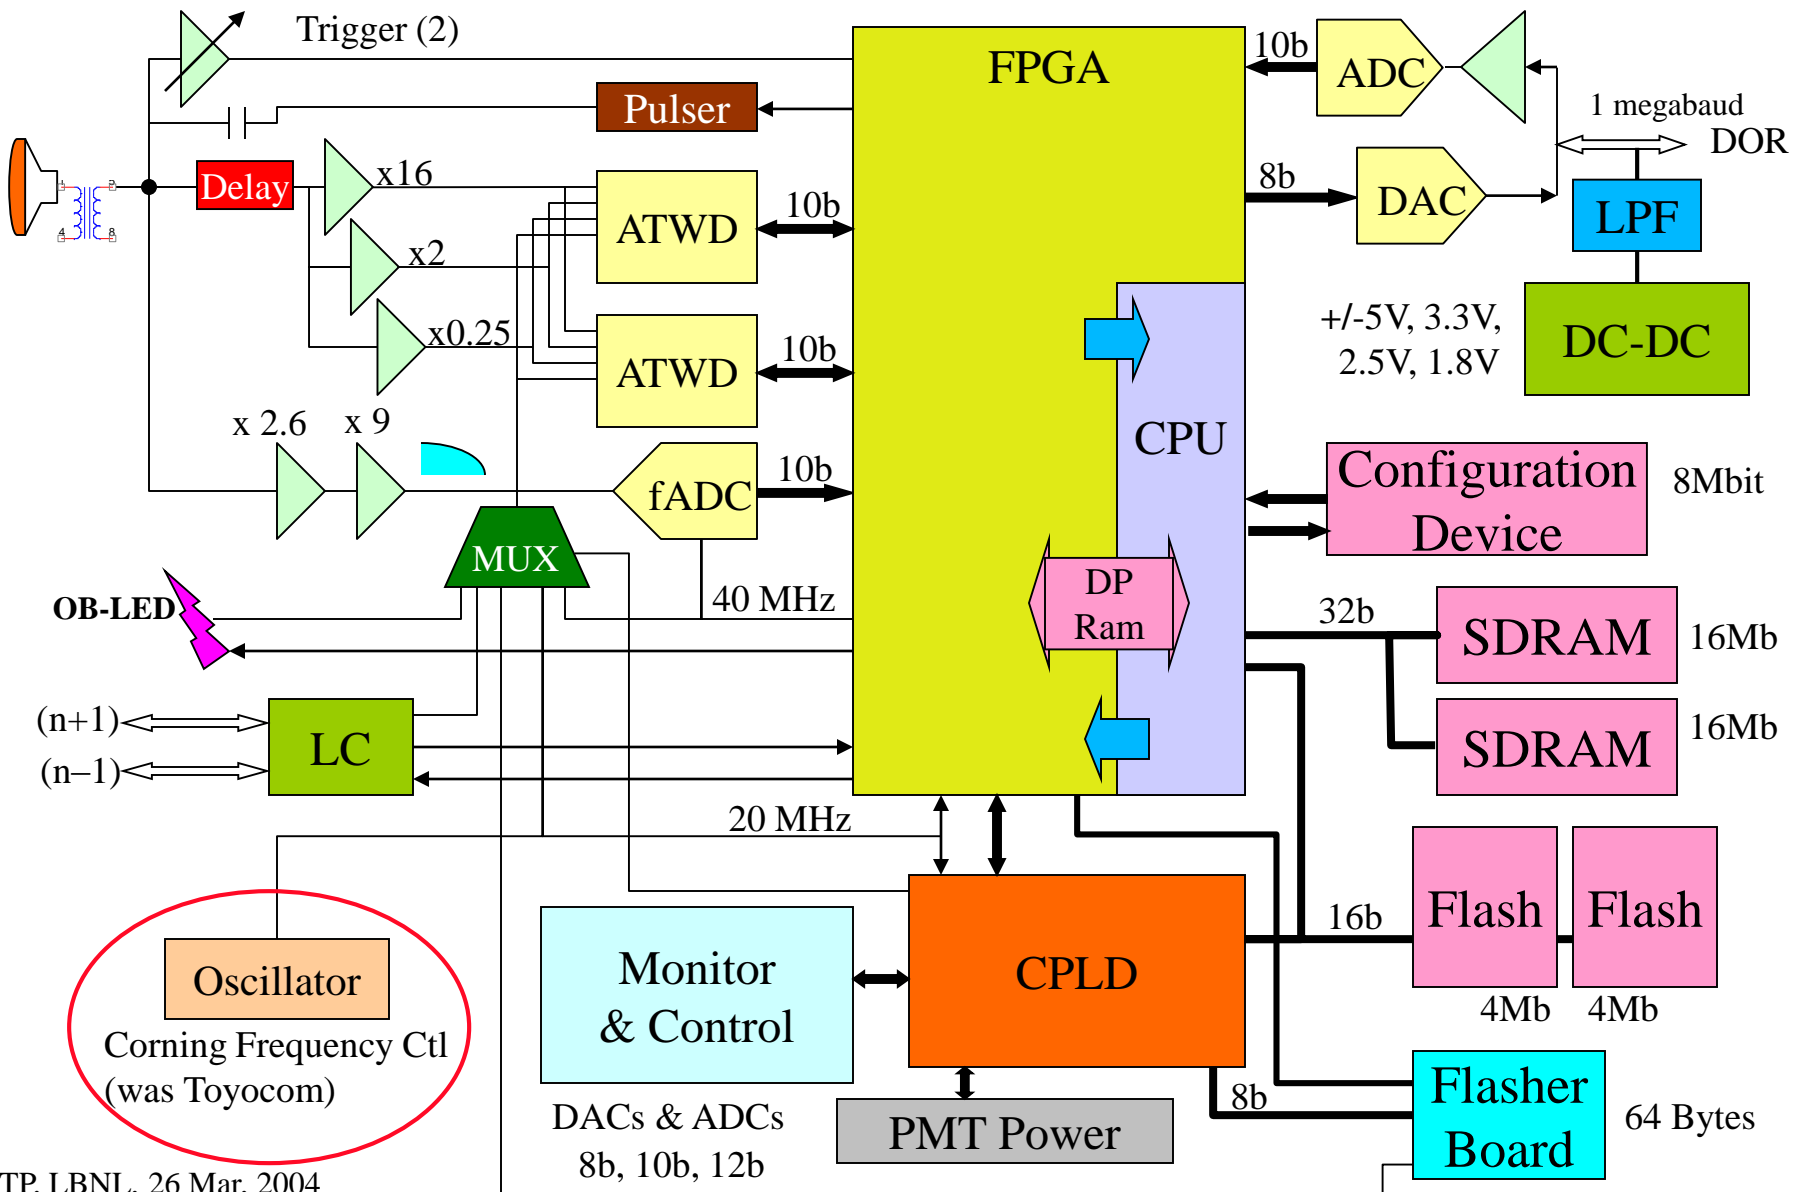 Trigger (2)
FPGA
10b
ADC
1 megabaud
DOR
Pulser
Delay
x16
1
5
4
8
ATWD
10b
8b
DAC
LPF
x2
x0.25
ATWD
10b
+/-5V, 3.3V,
2.5V, 1.8V
DC-DC
x 2.6
x 9
fADC
10b
CPU
Configuration
Device
8Mbit
MUX
OB-LED
40 MHz
DP
Ram
32b
SDRAM
16Mb
(n+1)
(n–1)
LC
SDRAM
16Mb
20 MHz
Oscillator
Corning Frequency Ctl
(was Toyocom)
Monitor
& Control
DACs & ADCs
8b, 10b, 12b
CPLD
16b
Flash
Flash
4Mb
4Mb
PMT Power
8b
Flasher
Board
64 Bytes
TP, LBNL, 26 Mar, 2004